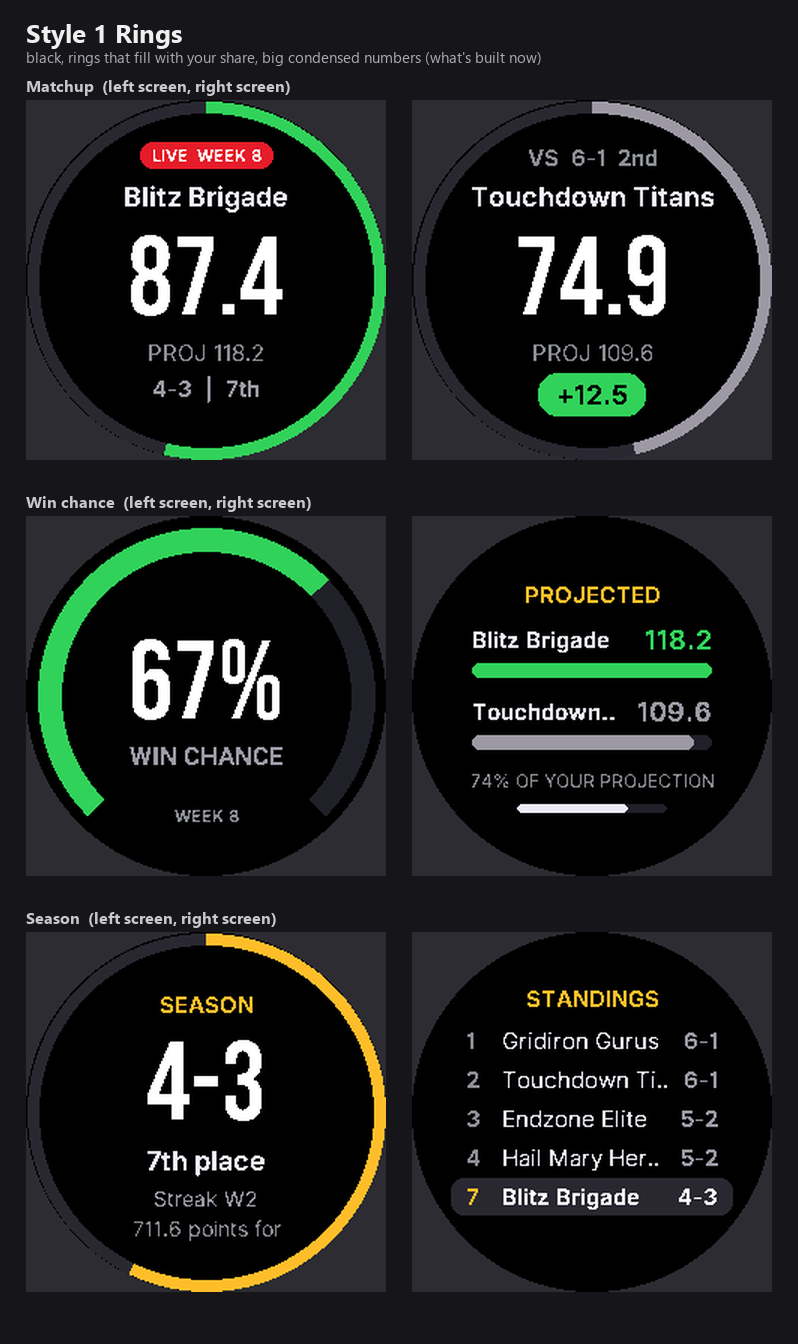 Style 1 Rings
black, rings that fill with your share, big condensed numbers (what's built now)
Matchup  (left screen, right screen)
LIVE  WEEK 8
Blitz Brigade
87.4
PROJ 118.2
4-3 | 7th
VS  6-1  2nd
Touchdown Titans
74.9
PROJ 109.6
+12.5
Win chance  (left screen, right screen)
67%
WIN CHANCE
WEEK 8
PROJECTED
Blitz Brigade 118.2
Touchdown.. 109.6
74% OF YOUR PROJECTION
Season  (left screen, right screen)
SEASON
4-3
7th place
Streak W2
711.6 points for
STANDINGS
1 Gridiron Gurus 6-1
2 Touchdown Ti.. 6-1
3 Endzone Elite 5-2
4 Hail Mary Her.. 5-2
7 Blitz Brigade 4-3